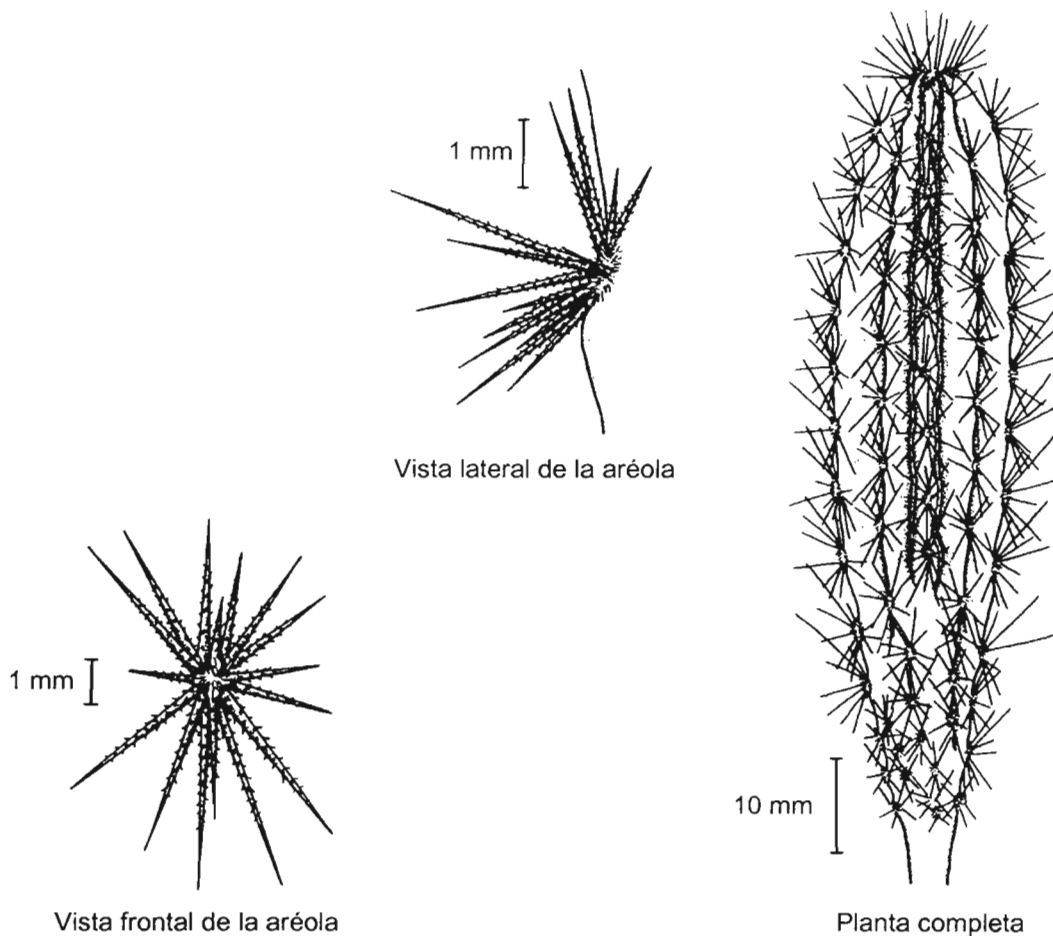 1 mm
Vista lateral de la aréola
1 mm
10 mm
Vista frontal de la aréola
Planta completa